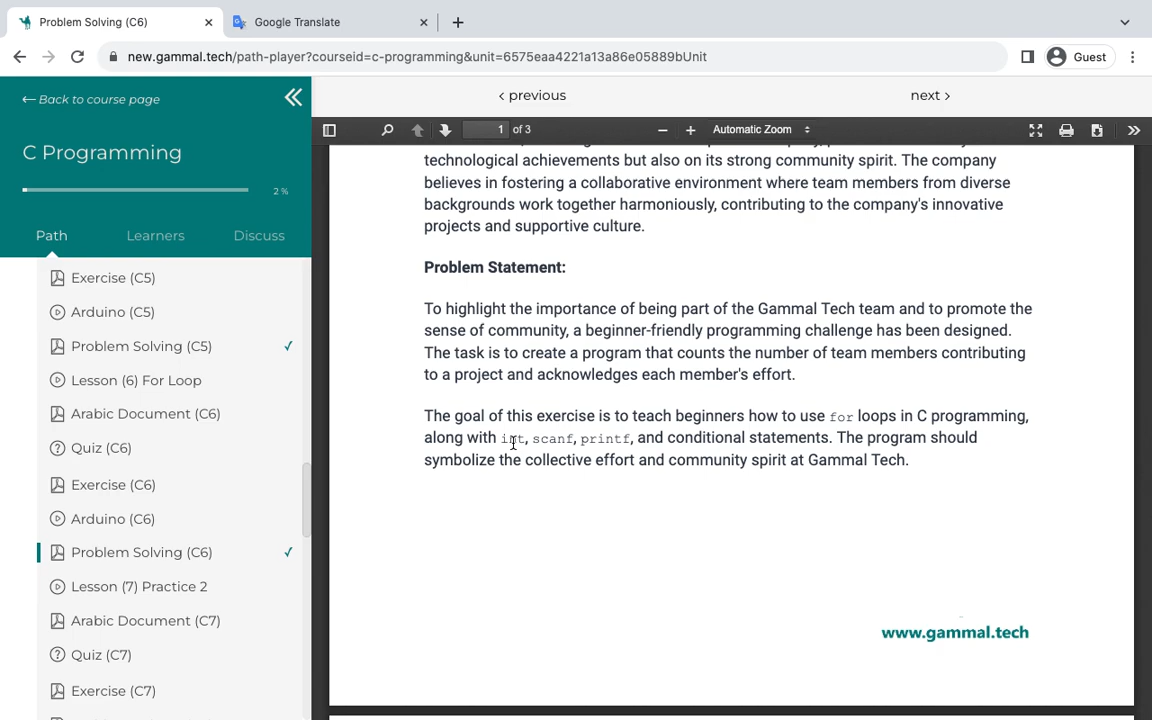 Problem Solving (C6)
Google Translate
new.gammal.tech/path-player?courseid=c-programming&unit=6575eaa4221a13a86e05889bUnit
Guest
Back to course page
< previous
next >
1 of 3
Automatic Zoom
C Programming
2 %
Path
Learners
Discuss
Exercise (C5)
Arduino (C5)
Problem Solving (C5)
Lesson (6) For Loop
Arabic Document (C6)
Quiz (C6)
Exercise (C6)
Arduino (C6)
Problem Solving (C6)
Lesson (7) Practice 2
Arabic Document (C7)
Quiz (C7)
Exercise (C7)
technological achievements but also on its strong community spirit. The company
believes in fostering a collaborative environment where team members from diverse
backgrounds work together harmoniously, contributing to the company's innovative
projects and supportive culture.
Problem Statement:
To highlight the importance of being part of the Gammal Tech team and to promote the
sense of community, a beginner-friendly programming challenge has been designed.
The task is to create a program that counts the number of team members contributing
to a project and acknowledges each member's effort.
The goal of this exercise is to teach beginners how to use for loops in C programming,
along with int, scanf, printf, and conditional statements. The program should
symbolize the collective effort and community spirit at Gammal Tech.
www.gammal.tech